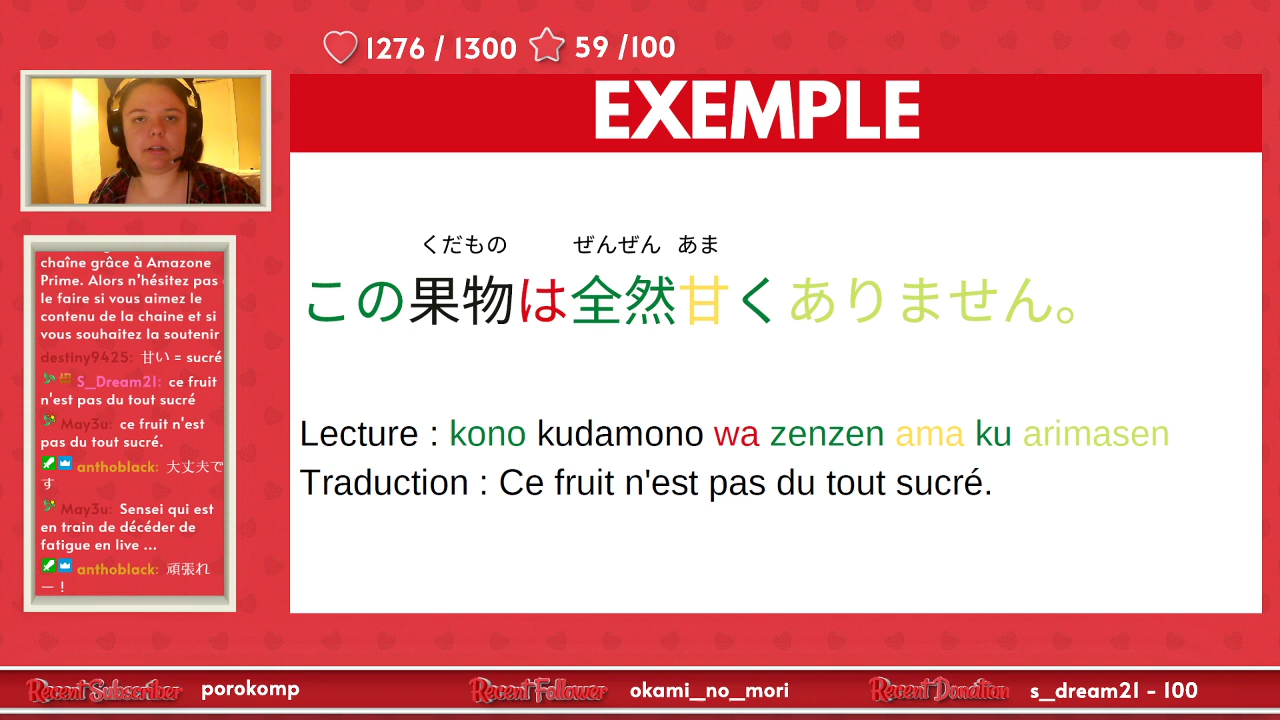 1276 / 1300 59 /100
EXEMPLE
くだもの ぜんぜん あま
この果物は全然甘くありません。
Lecture : kono kudamono wa zenzen ama ku arimasen
Traduction : Ce fruit n'est pas du tout sucré.
chaîne grâce à Amazone
Prime. Alors n'hésitez pas
le faire si vous aimez le
contenu de la chaine et si
vous souhaitez la soutenir
destiny9425: 甘い = sucré
S_Dream21: ce fruit
n'est pas du tout sucré
May3u: ce fruit n'est
pas du tout sucré.
anthoblack: 大丈夫で
す
May3u: Sensei qui est
en train de décéder de
fatigue en live ...
anthoblack: 頑張れ
ー！
Recent Subscriber porokomp
Recent Follower okami_no_mori
Recent Donation s_dream21 - 100